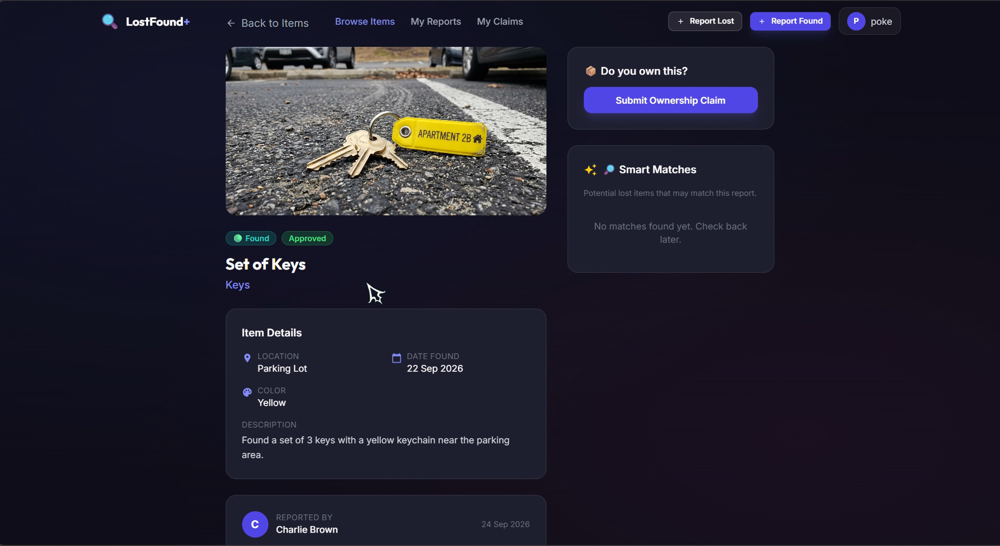 LostFound+
← Back to Items
Browse Items
My Reports
My Claims
+ Report Lost
+ Report Found
P
poke
APARTMENT 2B
Found
Approved
Set of Keys
Keys
Item Details
LOCATION
Parking Lot
DATE FOUND
22 Sep 2026
COLOR
Yellow
DESCRIPTION
Found a set of 3 keys with a yellow keychain near the parking
area.
C
REPORTED BY
Charlie Brown
24 Sep 2026
Do you own this?
Submit Ownership Claim
Smart Matches
Potential lost items that may match this report.
No matches found yet. Check back
later.